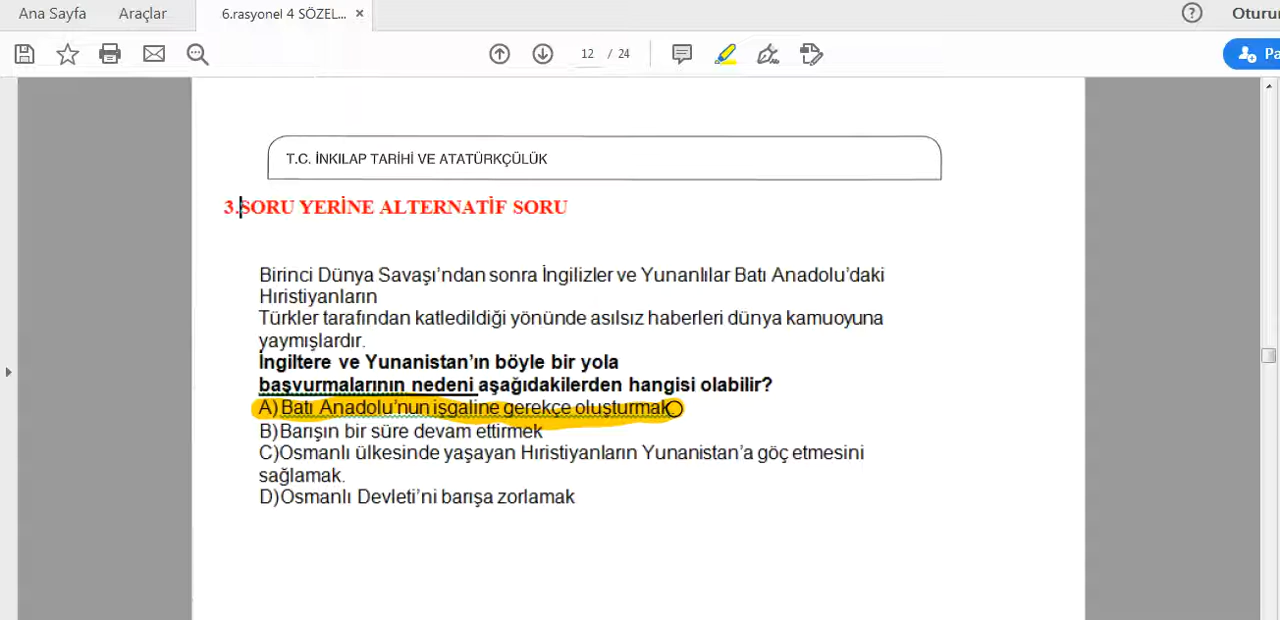 Ana Sayfa Araçlar 6.rasyonel 4 SÖZEL... × ? Oturu
12 / 24 Pa
T.C. İNKILAP TARİHİ VE ATATÜRKÇÜLÜK
3.SORU YERİNE ALTERNATİF SORU
Birinci Dünya Savaşı'ndan sonra İngilizler ve Yunanlılar Batı Anadolu'daki
Hıristiyanların
Türkler tarafından katledildiği yönünde asılsız haberleri dünya kamuoyuna
yaymışlardır.
İngiltere ve Yunanistan'ın böyle bir yola
başvurmalarının nedeni aşağıdakilerden hangisi olabilir?
A)Batı Anadolu'nun işgaline gerekçe oluşturmak
B)Barışın bir süre devam ettirmek
C)Osmanlı ülkesinde yaşayan Hıristiyanların Yunanistan'a göç etmesini
sağlamak.
D)Osmanlı Devleti'ni barışa zorlamak